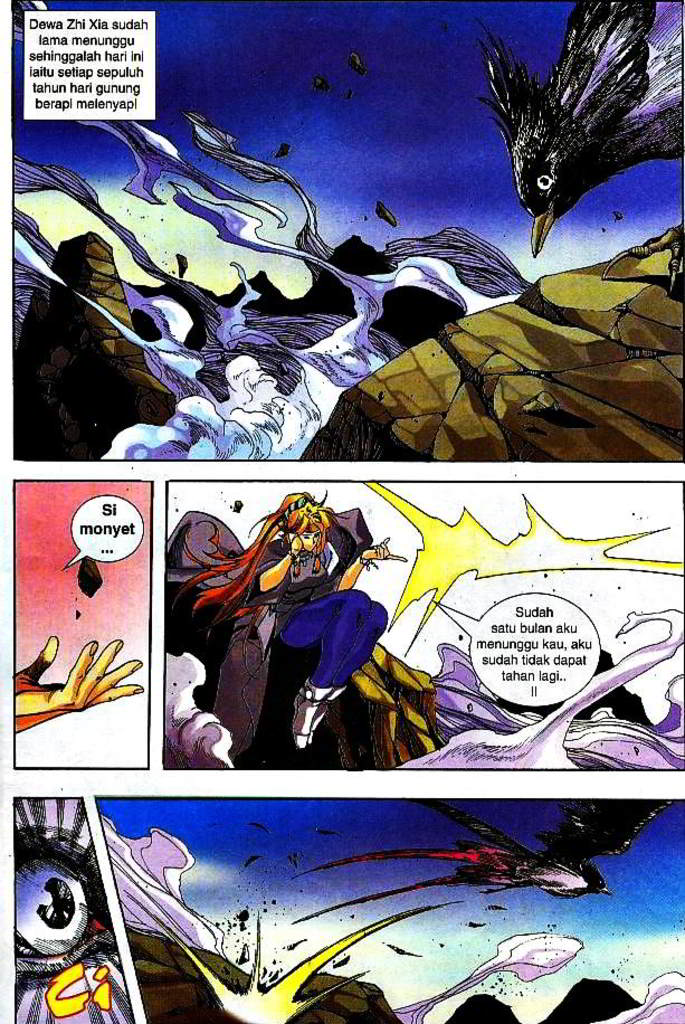 Dewa Zhi Xia sudah
lama menunggu
sehinggalah hari ini
iaitu setiap sepuluh
tahun hari gunung
berapi melenyapi
Si
monyet
...
Sudah
satu bulan aku
menunggu kau, aku
sudah tidak dapat
tahan lagi..
!!
Ci